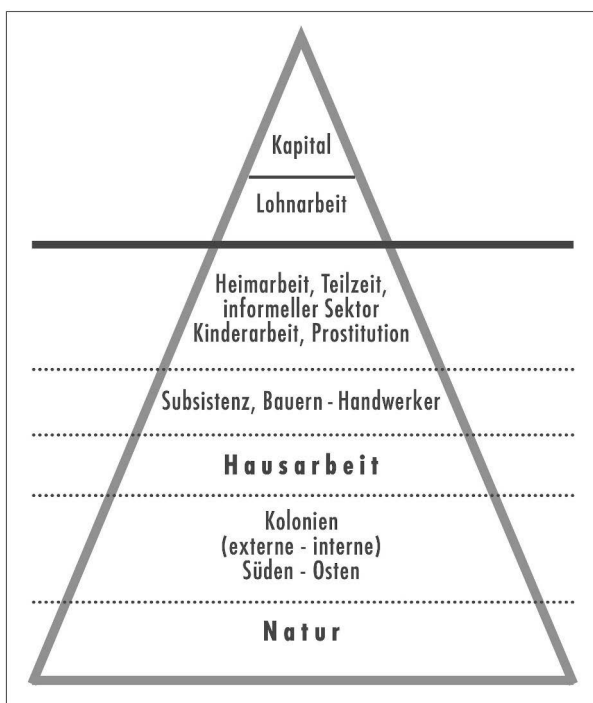 Kapital
Lohnarbeit
Heimarbeit, Teilzeit,
informeller Sektor
Kinderarbeit, Prostitution
Subsistenz, Bauern - Handwerker
Hausarbeit
Kolonien
(externe - interne)
Süden - Osten
Natur